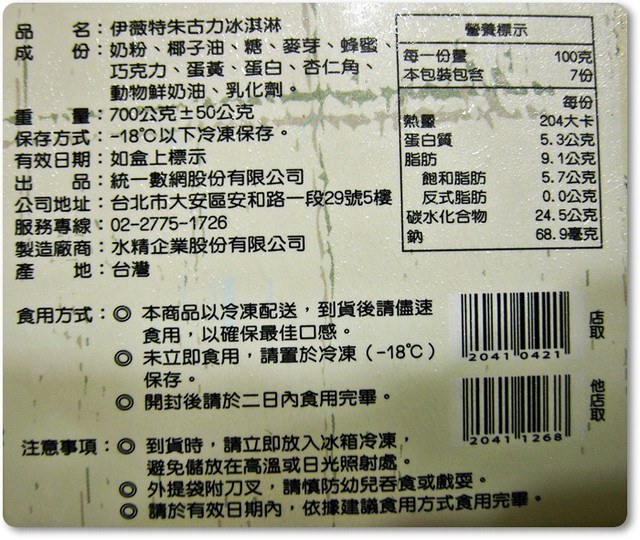 品　　名：伊薇特朱古力冰淇淋
成　　份：奶粉、椰子油、糖、麥芽、蜂蜜、
巧克力、蛋黃、蛋白、杏仁角、
動物鮮奶油、乳化劑。
重　　量：700公克±50公克
保存方式：-18℃以下冷凍保存。
有效日期：如盒上標示
出　　品：統一數網股份有限公司
公司地址：台北市大安區安和路一段29號5樓
服務專線：02-2775-1726
製造廠商：水精企業股份有限公司
產　　地：台灣
營養標示
每一份量 100克
本包裝包含 7份
每份
熱量 204大卡
蛋白質 5.3公克
脂肪 9.1公克
飽和脂肪 5.7公克
反式脂肪 0.0公克
碳水化合物 24.5公克
鈉 68.9毫克
食用方式：◎ 本商品以冷凍配送，到貨後請儘速
食用，以確保最佳口感。
◎ 未立即食用，請置於冷凍（-18℃）
保存。
◎ 開封後請於二日內食用完畢。
2041 0421
店取
2041 1268
他店取
注意事項：◎ 到貨時，請立即放入冰箱冷凍，
避免儲放在高溫或日光照射處。
◎ 外提袋附刀叉，請慎防幼兒吞食或戲耍。
◎ 請於有效日期內，依據建議食用方式食用完畢。